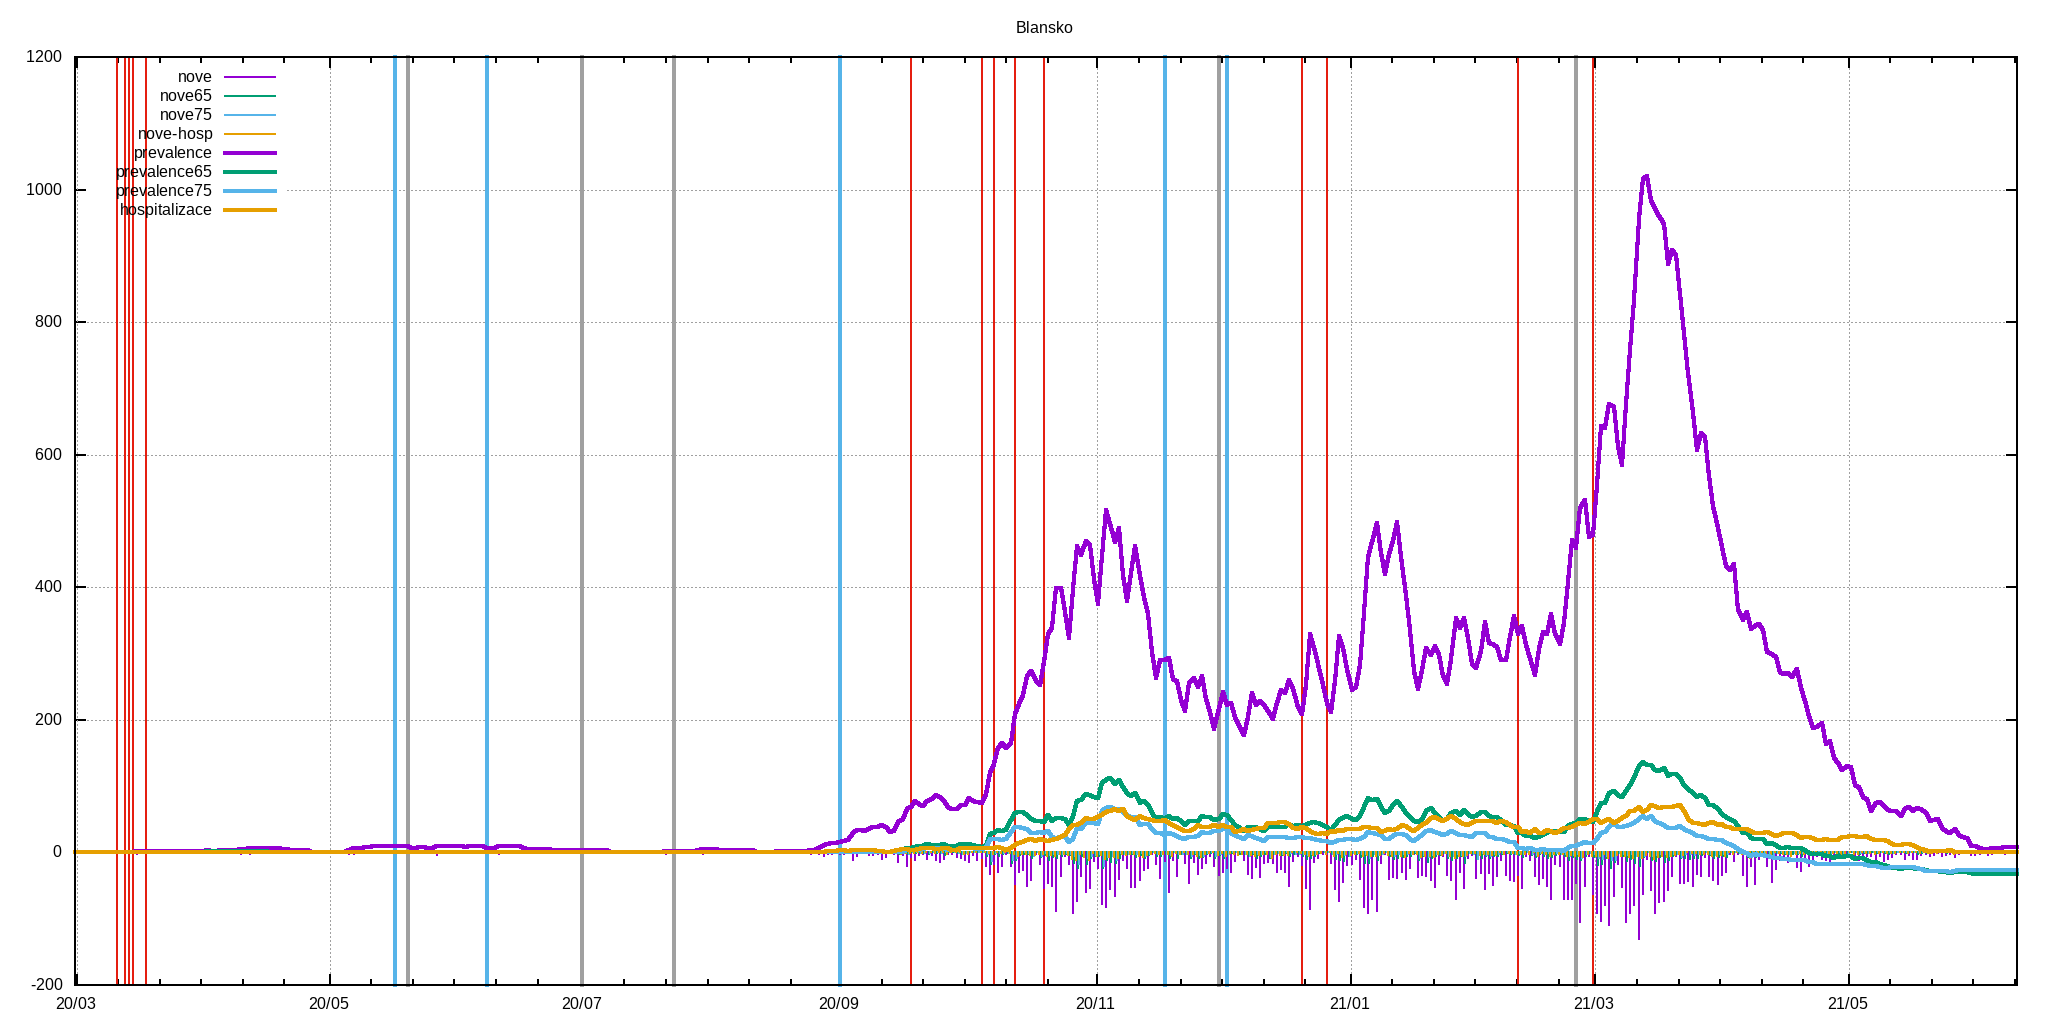 Blansko
1200
1000
800
600
400
200
0
-200
nove
nove65
nove75
nove-hosp
prevalence
prevalence65
prevalence75
hospitalizace
20/03 20/05 20/07 20/09 20/11 21/01 21/03 21/05